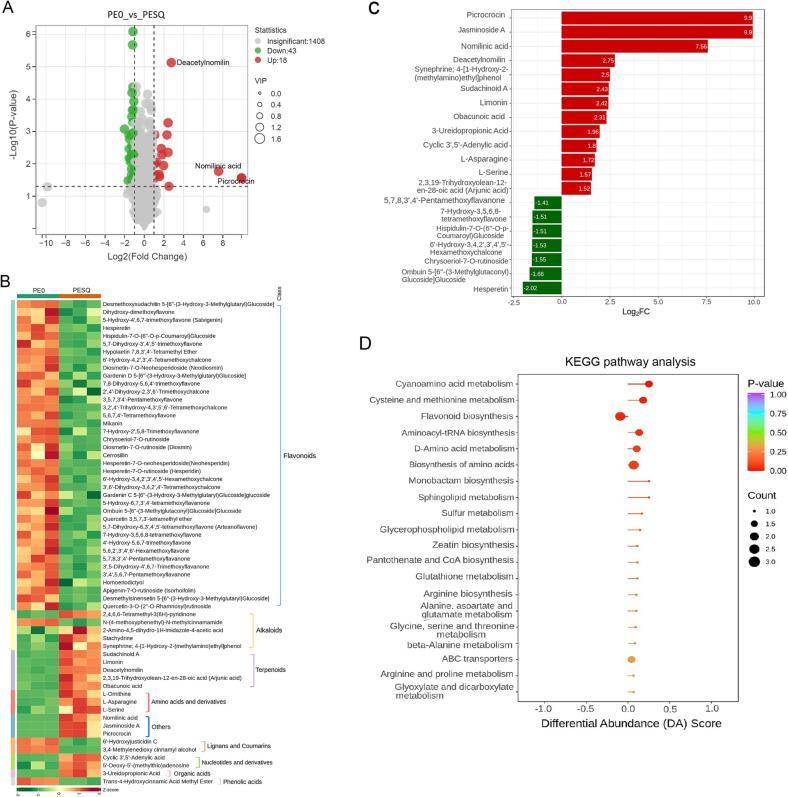 A
PE0_vs_PESQ
-Log10(P-value)
6
5
4
3
2
1
-10
-8
-6
-4
-2
0
2
4
6
8
10
Log2(Fold Change)
Deacetylnomilin
Nomilinic acid
Picrocrocin
Statistics
Insignificant:1408
Down:43
Up:18
VIP
0.0
0.4
0.8
1.2
1.6
B
PE0 PESQ
Class
Desmethoxysudachitin 5-[6"-(3-Hydroxy-3-Methylglutaryl)Glucoside]
Dihydroxy-dimethoxyflavone
5-Hydroxy-4',6,7-trimethoxyflavone (Salvigenin)
Hesperetin
Hispidulin-7-O-(6"-O-p-Coumaroyl)Glucoside
5,7-Dihydroxy-3',4',5'-trimethoxyflavone
Hypolaetin 7,8,3',4'-Tetramethyl Ether
6'-Hydroxy-4,2',3',4'-Tetramethoxychalcone
Diosmetin-7-O-Neohesperidoside (Neodiosmin)
Gardenin D 5-[6"-(3-Hydroxy-3-Methylglutaryl)Glucoside]
7,8-Dihydroxy-5,6,4'-trimethoxyflavone
2',4'-Dihydroxy-2,3',6'-Trimethoxychalcone
3,5,7,3',4'-Pentamethoxyflavone
3,2',4'-Trihydroxy-4,3',5',6'-Tetramethoxychalcone
5,6,7,4'-Tetramethoxyflavone
Mikanin
7-Hydroxy-2',5,8-Trimethoxyflavanone
Chrysoeriol-7-O-rutinoside
Diosmetin-7-O-rutinoside (Diosmin)
Cerrosillin
Hesperetin-7-O-neohesperidoside(Neohesperidin)
Hesperetin-7-O-rutinoside (Hesperidin)
6'-Hydroxy-3,4,2',3',4',5'-Hexamethoxychalcone
3',6'-Dihydroxy-3,4,2',4'-Tetramethoxychalcone
Gardenin C 5-[6"-(3-Hydroxy-3-Methylglutaryl)Glucoside]glucoside
5-Hydroxy-6,7,3',4'-tetramethoxyflavanone
Ombuin 5-[6"-(3-Methylglutaconyl)Glucoside]Glucoside
Quercetin 3,5,7,3'-tetramethyl ether
5,7-Dihydroxy-6,3',4',5'-tetramethoxyflavone (Arteanoflavone)
7-Hydroxy-3,5,6,8-tetramethoxyflavone
4'-Hydroxy-5,6,7-trimethoxyflavone
5,6,2',3',4',6'-Hexamethoxyflavone
5,7,8,3',4'-Pentamethoxyflavanone
3',5-Dihydroxy-4',6,7-Trimethoxyflavone
3',4',5,6,7-Pentamethoxyflavone
Homoeriodictyol
Apigenin-7-O-rutinoside (Isorhoifolin)
Desmethylsinensetin 5-[6"-(3-Hydroxy-3-Methylglutaryl)Glucoside]
Quercetin-3-O-(2"-O-Rhamnosyl)rutinoside
2,4,6,6-Tetramethyl-3(6H)-pyridinone
N-(4-methoxyphenethyl)-N-methylcinnamamide
2-Amino-4,5-dihydro-1H-imidazole-4-acetic acid
Stachydrine
Synephrine; 4-[1-Hydroxy-2-(methylamino)ethyl]phenol
Sudachinoid A
Limonin
Deacetylnomilin
2,3,19-Trihydroxyolean-12-en-28-oic acid (Arjunic acid)
Obacunoic acid
L-Ornithine
L-Asparagine
L-Serine
Nomilinic acid
Jasminoside A
Picrocrocin
6'-Hydroxyjusticidin C
3,4-Methylenedioxy cinnamyl alcohol
Cyclic 3',5'-Adenylic acid
5'-Deoxy-5'-(methylthio)adenosine
3-Ureidopropionic Acid
Trans-4-Hydroxycinnamic Acid Methyl Ester
Flavonoids
Alkaloids
Terpenoids
Amino acids and derivatives
Others
Lignans and Coumarins
Nucleotides and derivatives
Organic acids
Phenolic acids
Z-score
C
Picrocrocin 9.9
Jasminoside A 9.9
Nomilinic acid 7.56
Deacetylnomilin 2.75
Synephrine; 4-[1-Hydroxy-2-
(methylamino)ethyl]phenol 2.5
Sudachinoid A 2.43
Limonin 2.42
Obacunoic acid 2.31
3-Ureidopropionic Acid 1.96
Cyclic 3',5'-Adenylic acid 1.8
L-Asparagine 1.72
L-Serine 1.57
2,3,19-Trihydroxyolean-12-
en-28-oic acid (Arjunic acid) 1.52
5,7,8,3',4'-Pentamethoxyflavanone -1.41
7-Hydroxy-3,5,6,8-
tetramethoxyflavone -1.51
Hispidulin-7-O-(6"-O-p-
Coumaroyl)Glucoside -1.51
6'-Hydroxy-3,4,2',3',4',5'-
Hexamethoxychalcone -1.53
Chrysoeriol-7-O-rutinoside -1.55
Ombuin 5-[6"-(3-Methylglutaconyl)
Glucoside]Glucoside -1.66
Hesperetin -2.02
-2.5 0.0 2.5 5.0 7.5 10.0
Log2FC
D
KEGG pathway analysis
Cyanoamino acid metabolism
Cysteine and methionine metabolism
Flavonoid biosynthesis
Aminoacyl-tRNA biosynthesis
D-Amino acid metabolism
Biosynthesis of amino acids
Monobactam biosynthesis
Sphingolipid metabolism
Sulfur metabolism
Glycerophospholipid metabolism
Zeatin biosynthesis
Pantothenate and CoA biosynthesis
Glutathione metabolism
Arginine biosynthesis
Alanine, aspartate and
glutamate metabolism
Glycine, serine and threonine
metabolism
beta-Alanine metabolism
ABC transporters
Arginine and proline metabolism
Glyoxylate and dicarboxylate
metabolism
-1.0 -0.5 0.0 0.5 1.0
Differential Abundance (DA) Score
P-value
1.00
0.75
0.50
0.25
0.00
Count
1.0
1.5
2.0
2.5
3.0